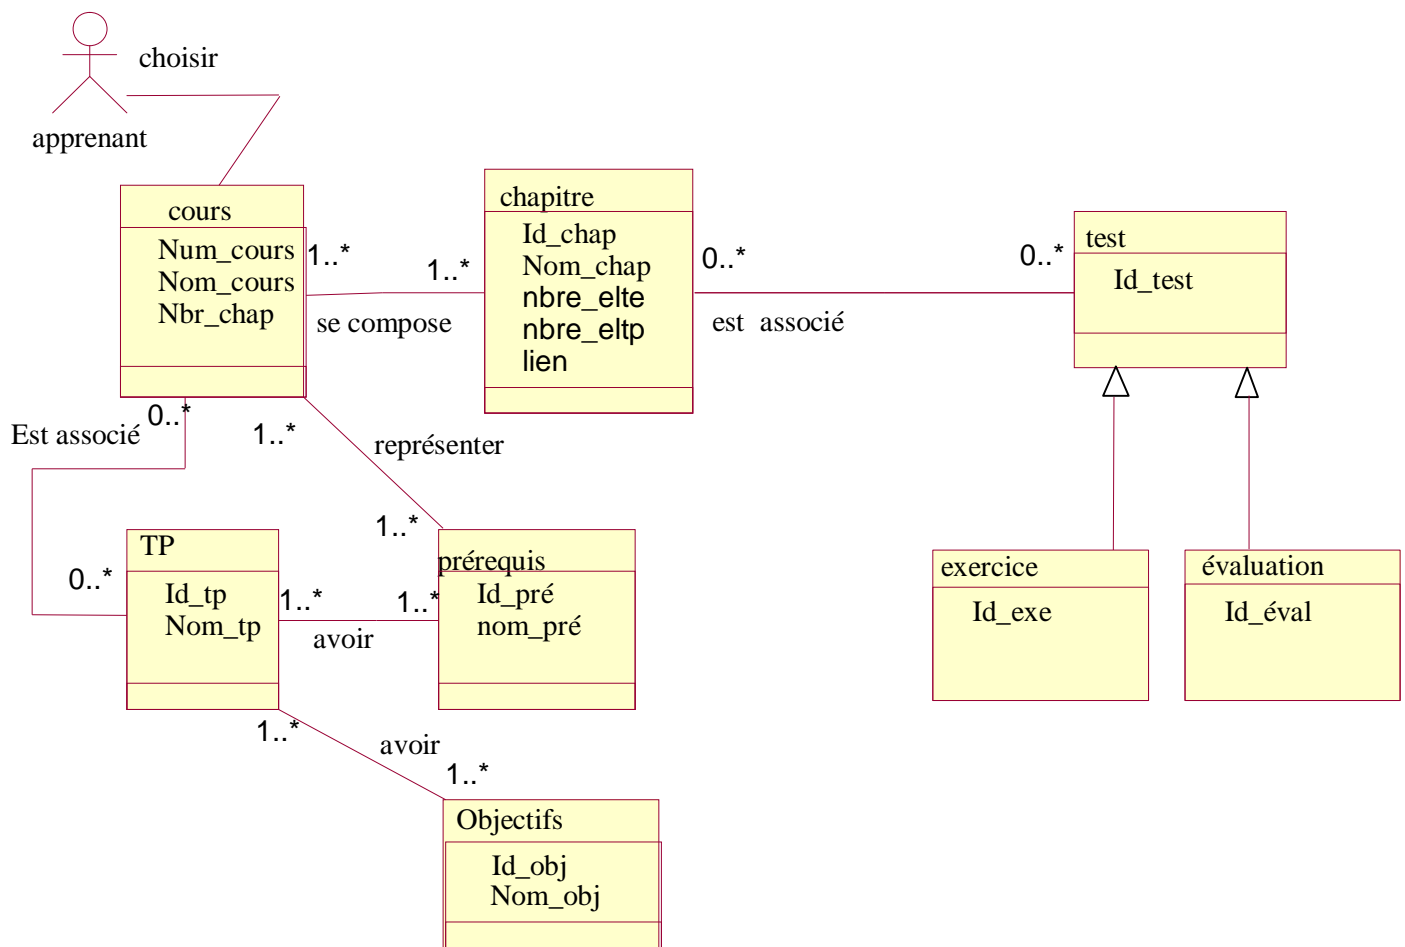 choisir
apprenant
cours
Num_cours
Nom_cours
Nbr_chap
1..*
1..*
se compose
chapitre
Id_chap
Nom_chap
nbre_elte
nbre_eltp
lien
0..*
0..*
est associé
test
Id_test
0..*
Est associé
1..*
représenter
1..*
0..*
TP
Id_tp
Nom_tp
1..*
1..*
avoir
prérequis
Id_pré
nom_pré
exercice
Id_exe
évaluation
Id_éval
1..*
avoir
1..*
Objectifs
Id_obj
Nom_obj